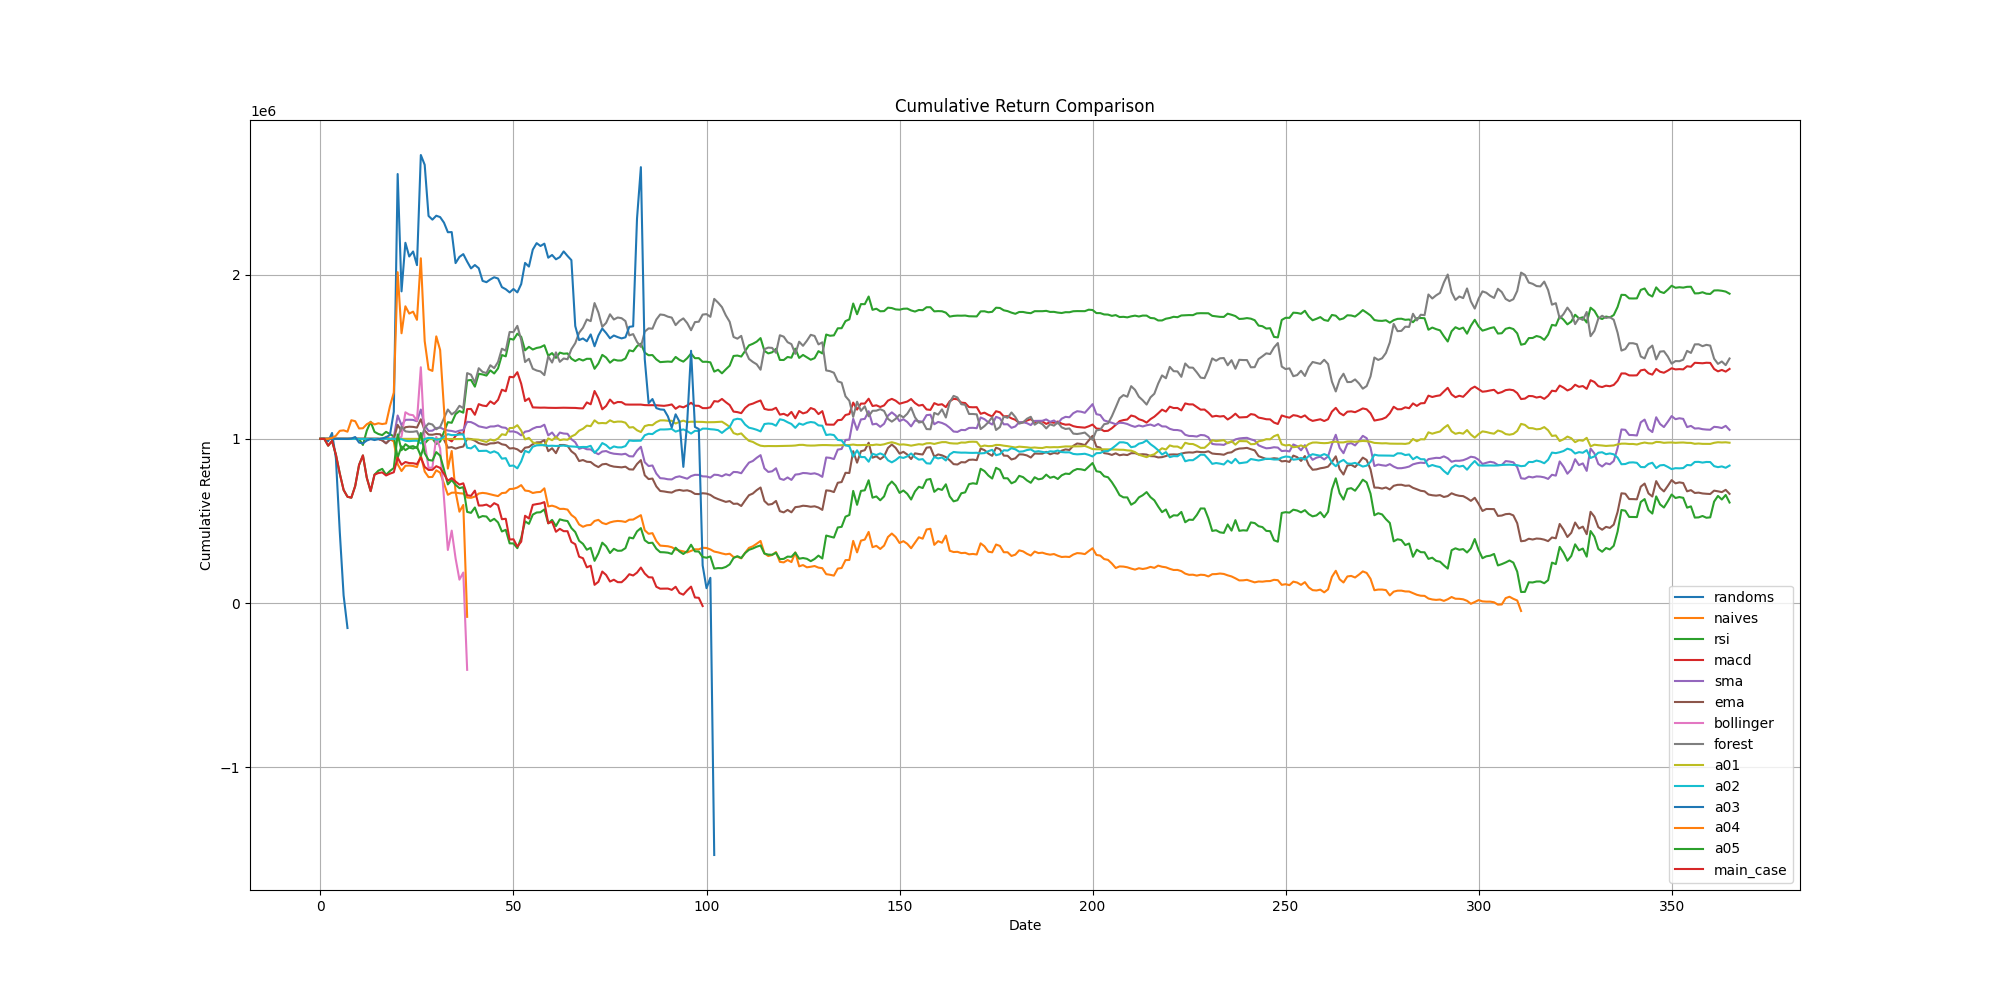 Cumulative Return Comparison
1e6
Cumulative Return
2
1
0
−1
0 50 100 150 200 250 300 350
Date
randoms
naives
rsi
macd
sma
ema
bollinger
forest
a01
a02
a03
a04
a05
main_case